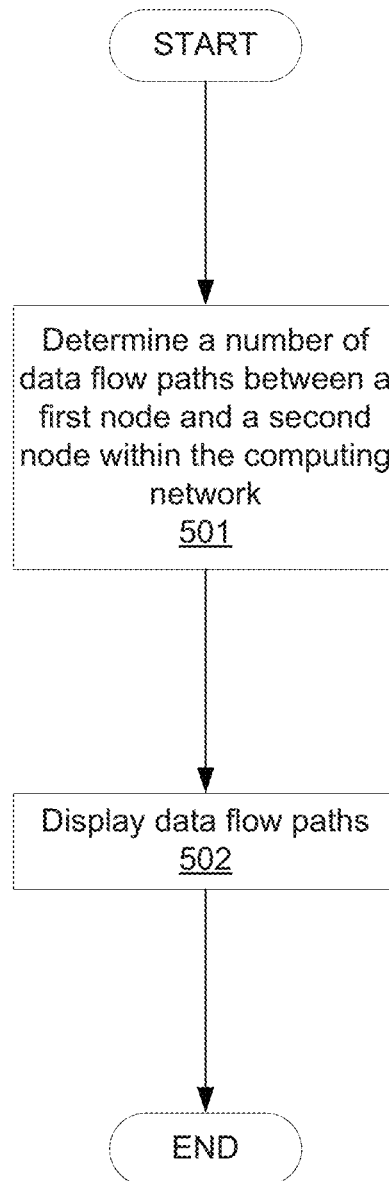 START
Determine a number of
data flow paths between a
first node and a second
node within the computing
network
501
Display data flow paths
502
END